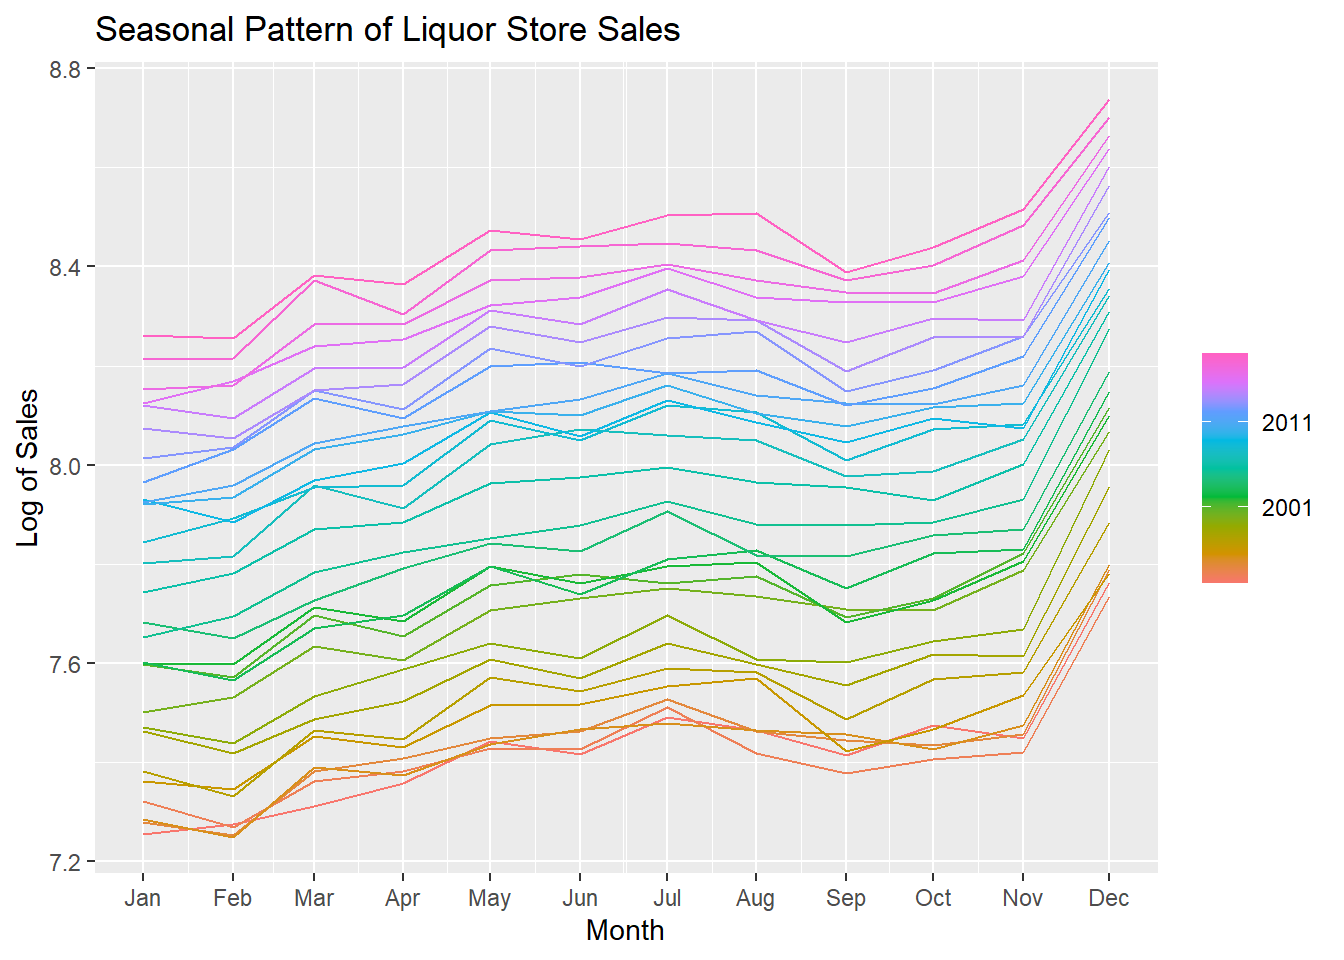 Seasonal Pattern of Liquor Store Sales
8.8
8.4
8.0
7.6
7.2
Log of Sales
Jan Feb Mar Apr May Jun Jul Aug Sep Oct Nov Dec
Month
2011
2001